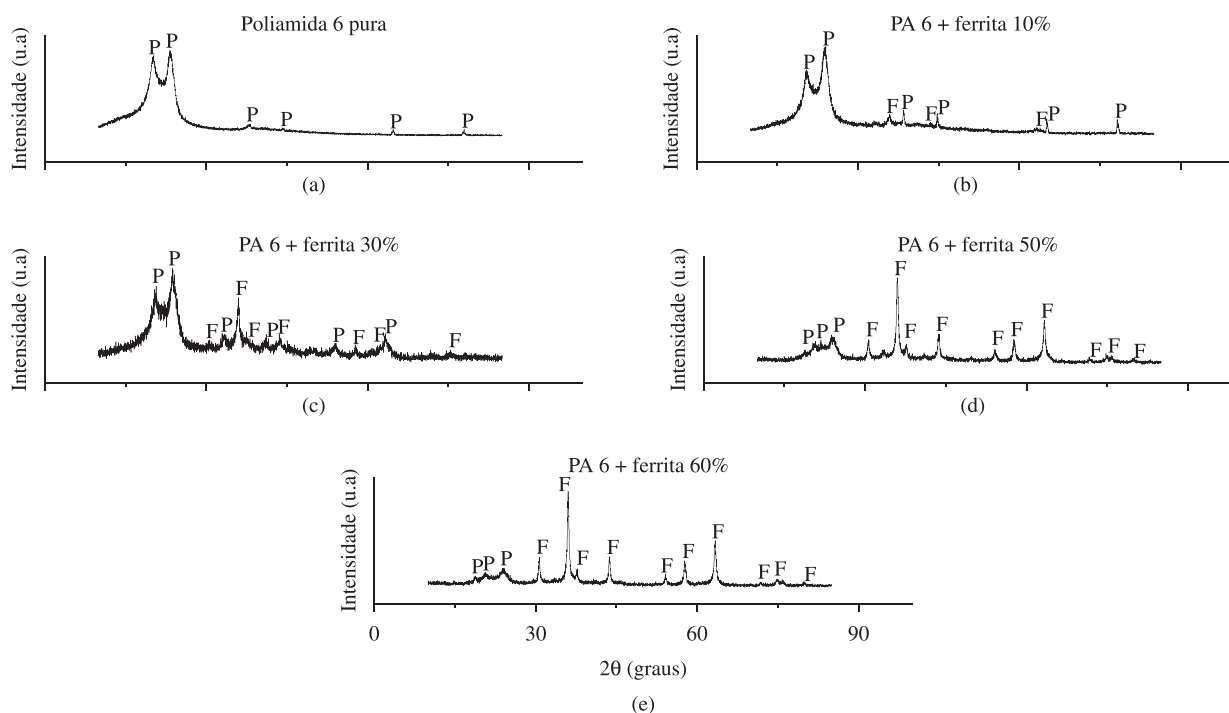 Poliamida 6 pura
Intensidade (u.a)
P P P P P P
(a)
PA 6 + ferrita 10%
Intensidade (u.a)
P P F P F P F P P
(b)
PA 6 + ferrita 30%
Intensidade (u.a)
P P F P F F P F P F F P F
(c)
PA 6 + ferrita 50%
Intensidade (u.a)
P P P F F F F F F F F F F
(d)
PA 6 + ferrita 60%
Intensidade (u.a)
P P P F F F F F F F F F F
0 30 60 90
2θ (graus)
(e)